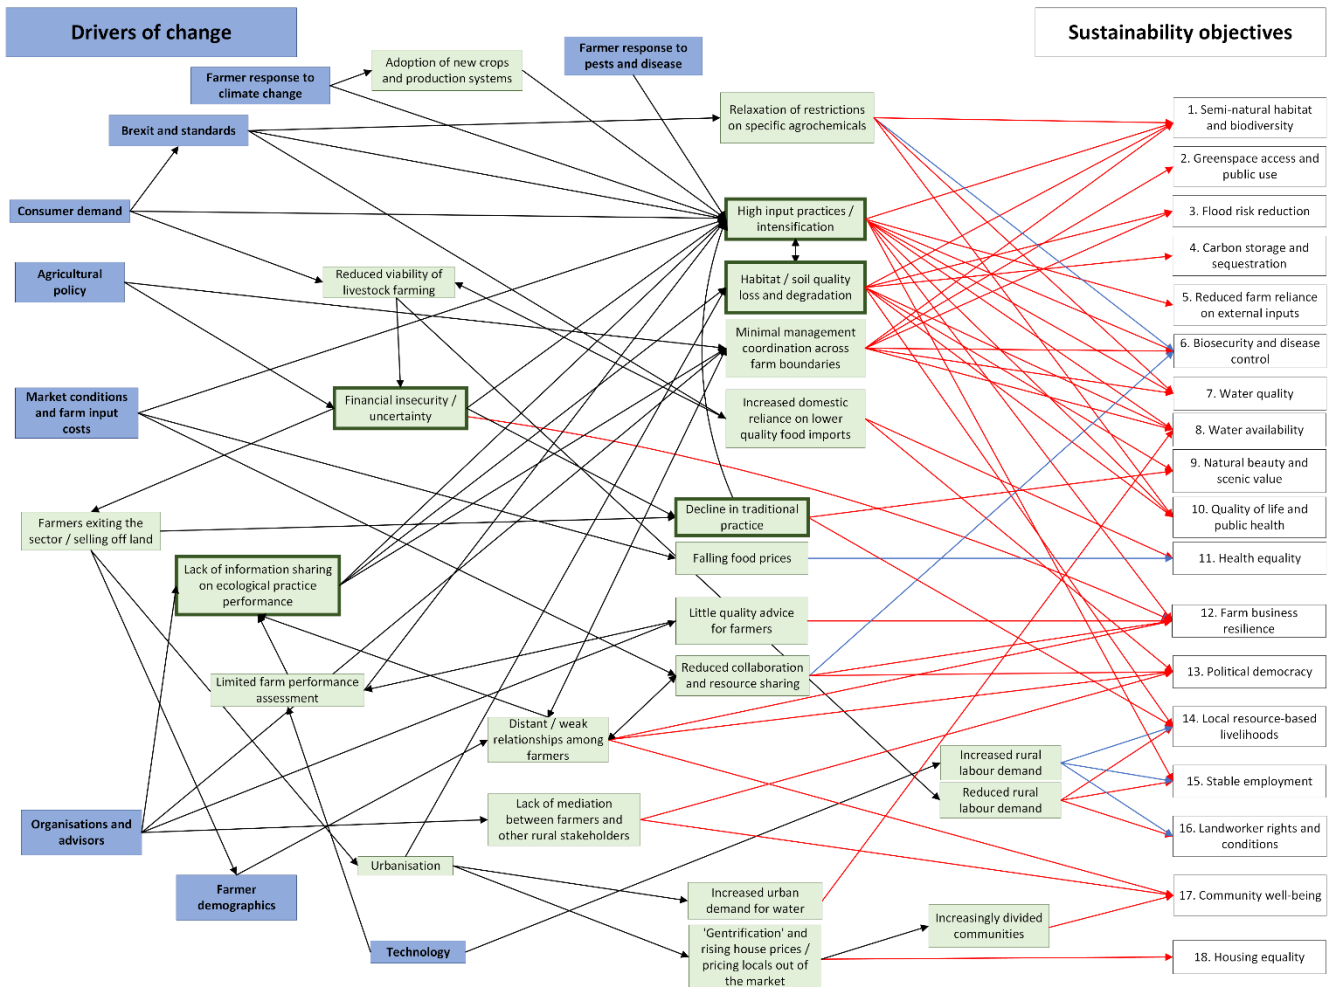 Drivers of change
Sustainability objectives
Farmer response to
pests and disease
Adoption of new crops
and production systems
Farmer response to
climate change
Brexit and standards
Consumer demand
Agricultural
policy
Market conditions
and farm input
costs
Reduced viability of
livestock farming
Financial insecurity /
uncertainty
Farmers exiting the
sector / selling off land
Lack of information sharing
on ecological practice
performance
Limited farm performance
assessment
Organisations and
advisors
Farmer
demographics
Urbanisation
Technology
Distant / weak
relationships among
farmers
Lack of mediation
between farmers and
other rural stakeholders
Relaxation of restrictions
on specific agrochemicals
High input practices /
intensification
Habitat / soil quality
loss and degradation
Minimal management
coordination across
farm boundaries
Increased domestic
reliance on lower
quality food imports
Decline in traditional
practice
Falling food prices
Little quality advice
for farmers
Reduced collaboration
and resource sharing
Increased rural
labour demand
Reduced rural
labour demand
Increased urban
demand for water
'Gentrification' and
rising house prices /
pricing locals out of
the market
Increasingly divided
communities
1. Semi-natural habitat
and biodiversity
2. Greenspace access and
public use
3. Flood risk reduction
4. Carbon storage and
sequestration
5. Reduced farm reliance
on external inputs
6. Biosecurity and disease
control
7. Water quality
8. Water availability
9. Natural beauty and
scenic value
10. Quality of life and
public health
11. Health equality
12. Farm business
resilience
13. Political democracy
14. Local resource-based
livelihoods
15. Stable employment
16. Landworker rights and
conditions
17. Community well-being
18. Housing equality